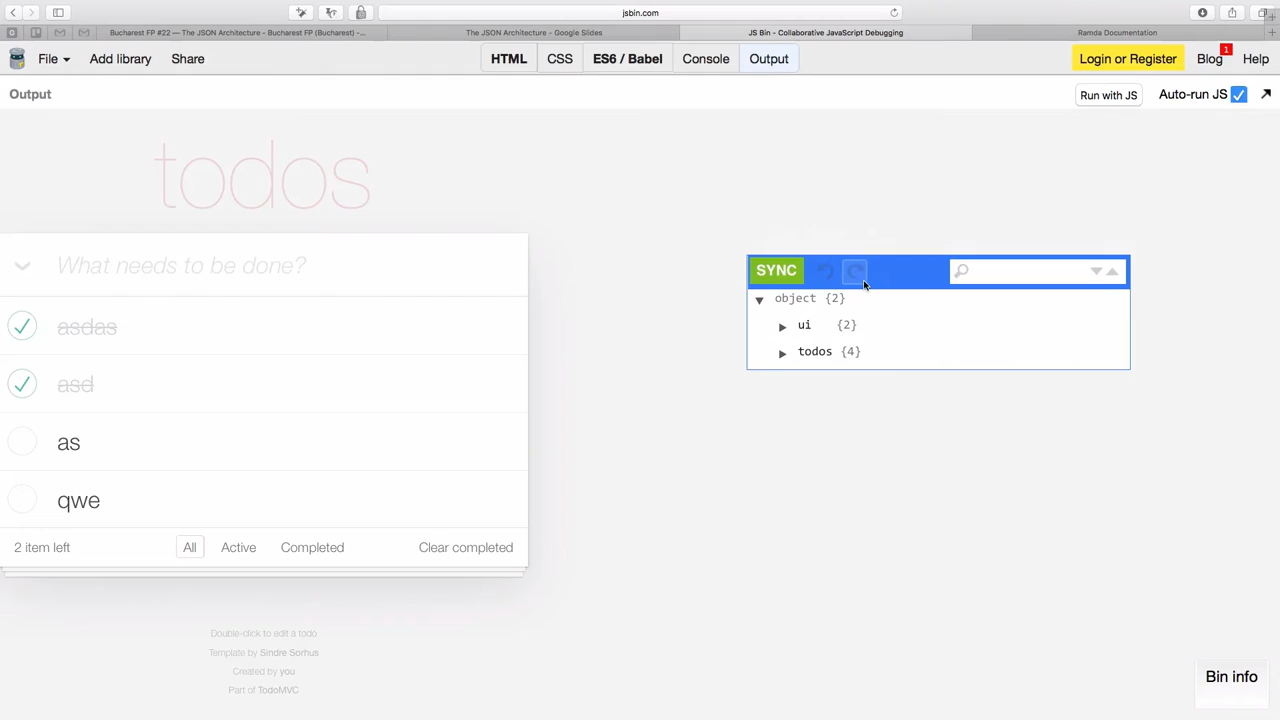 jsbin.com
Bucharest FP #22 — The JSON Architecture - Bucharest FP (Bucharest) -...
The JSON Architecture - Google Slides
JS Bin - Collaborative JavaScript Debugging
Ramda Documentation
File Add library Share HTML CSS ES6 / Babel Console Output Login or Register Blog 1 Help
Output Run with JS Auto-run JS
todos
What needs to be done?
asdas
asd
as
qwe
2 item left All Active Completed Clear completed
Double-click to edit a todo
Template by Sindre Sorhus
Created by you
Part of TodoMVC
SYNC
object {2}
ui {2}
todos {4}
Bin info